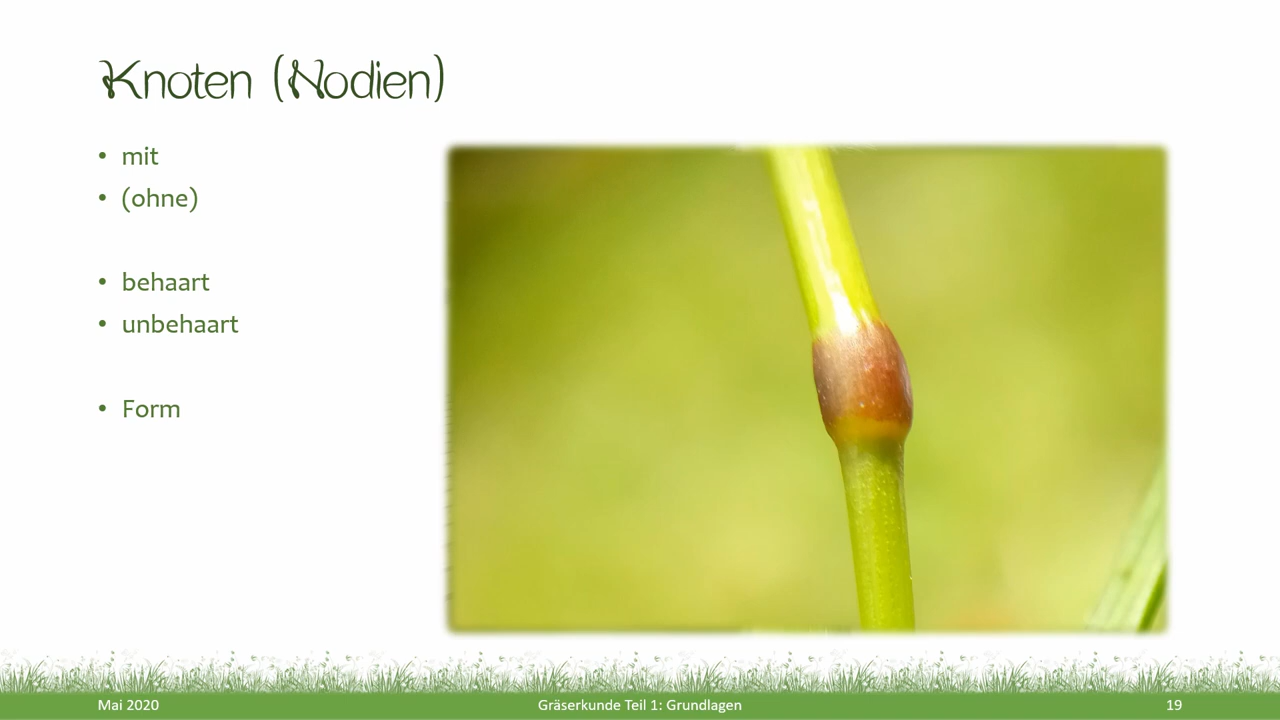 Knoten (Nodien)
• mit
• (ohne)
• behaart
• unbehaart
• Form
Mai 2020
Gräserkunde Teil 1: Grundlagen
19